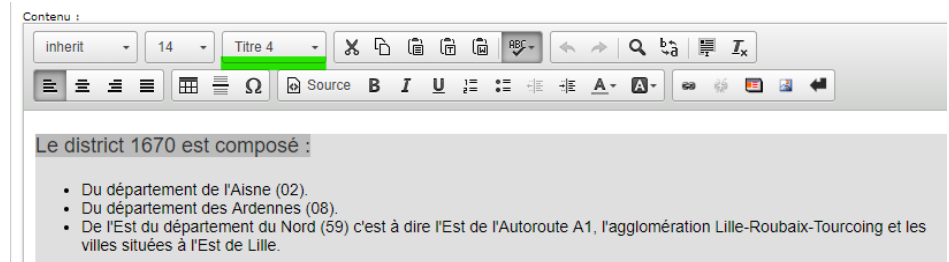 Contenu :
inherit 14 Titre 4 ABC
Source B I U A A
Le district 1670 est composé :
• Du département de l'Aisne (02).
• Du département des Ardennes (08).
• De l'Est du département du Nord (59) c'est à dire l'Est de l'Autoroute A1, l'agglomération Lille-Roubaix-Tourcoing et les
villes situées à l'Est de Lille.